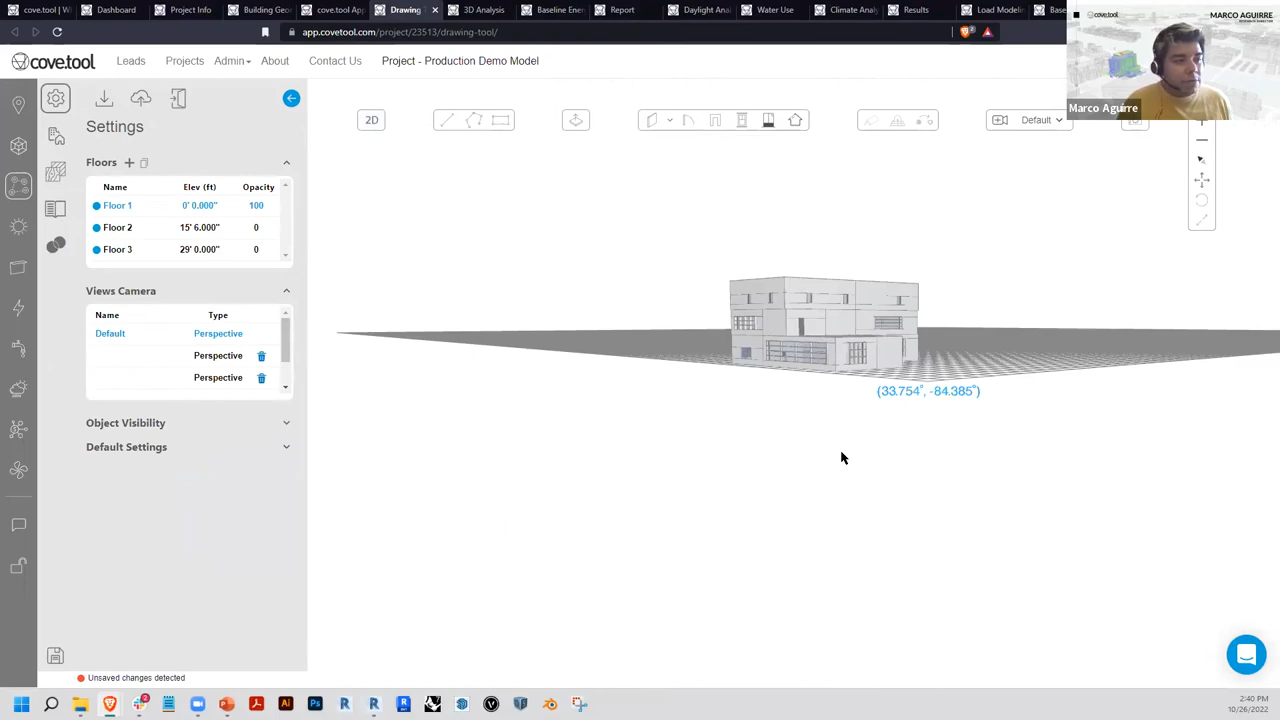 cove.tool | W
Dashboard
Project Info
Building Geo
cove.tool App
Drawing T
3D Analysis
Baseline Ener
Report
Daylight Anal
Water Use
Climate Analy
Results
Load Modelin
Base
app.covetool.com/project/23513/drawing-tool/
2
cove.tool
Leads
Projects
Admin
About
Contact Us
Project - Production Demo Model
cove.tool
MARCO AGUIRRE
Marco Aguirre
Settings
2D
Default
Floors
Name Elev (ft) Opacity
Floor 1 0' 0.000" 100
Floor 2 15' 6.000" 0
Floor 3 29' 0.000" 0
Views Camera
Name Type
Default Perspective
Perspective
Perspective
(33.754°, -84.385°)
Object Visibility
Default Settings
Unsaved changes detected
2:40 PM
10/26/2022